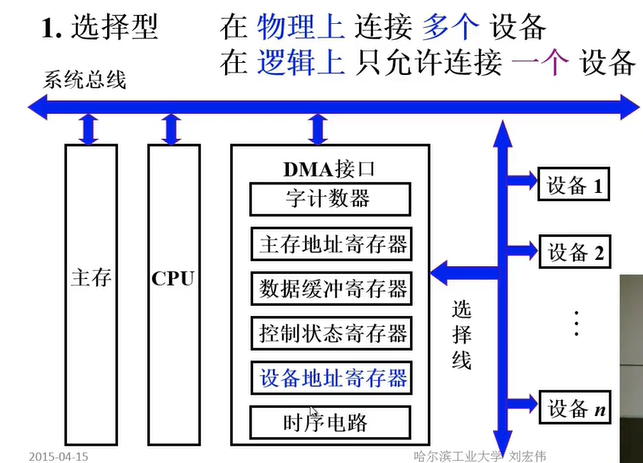 1. 选择型 在 物理上 连接 多个 设备
在 逻辑上 只允许连接 一个 设备
系统总线
主存
CPU
DMA接口
字计数器
主存地址寄存器
数据缓冲寄存器
控制状态寄存器
设备地址寄存器
时序电路
选择线
设备 1
设备 2
⋮
设备 n
2015-04-15
哈尔滨工业大学 刘宏伟